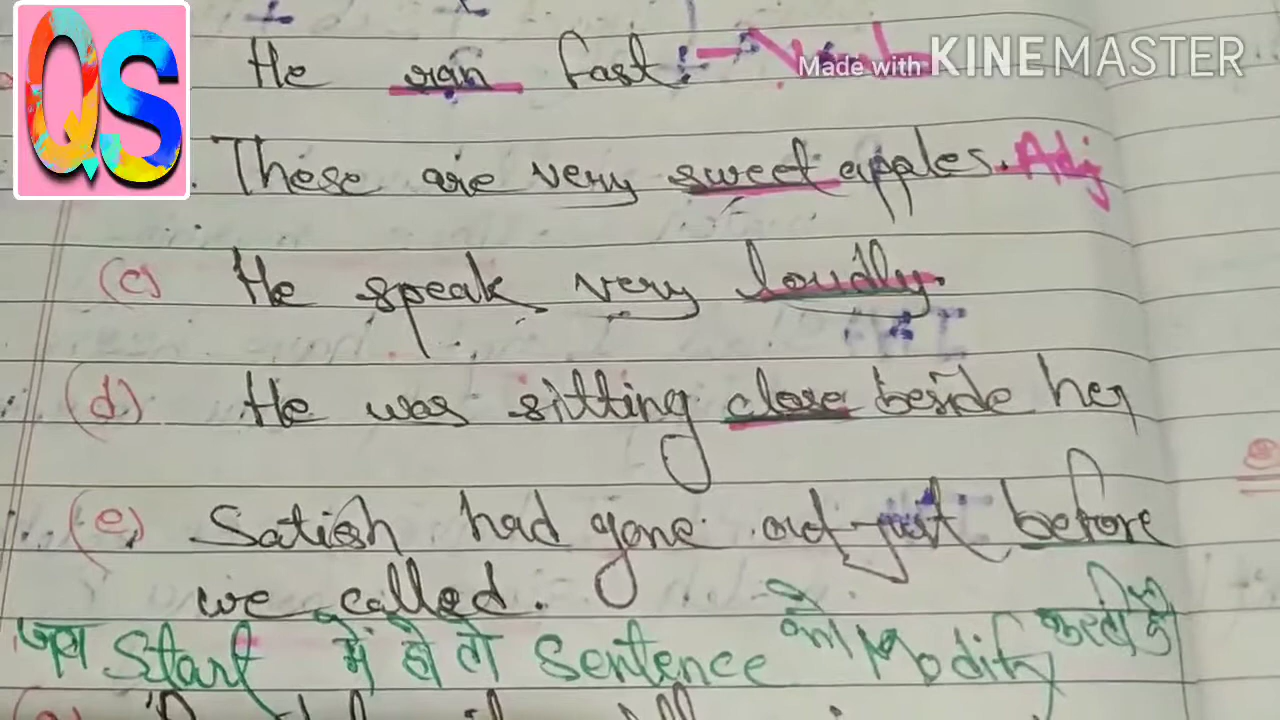 QS
Made with KINEMASTER
He ran fast. → Verb
These are very sweet apples. Adj
(c) He speak very loudly.
(d) He was sitting close beside her
(e) Satish had gone out just before
we called.
जब Start में हो तो Sentence को Modify करती है